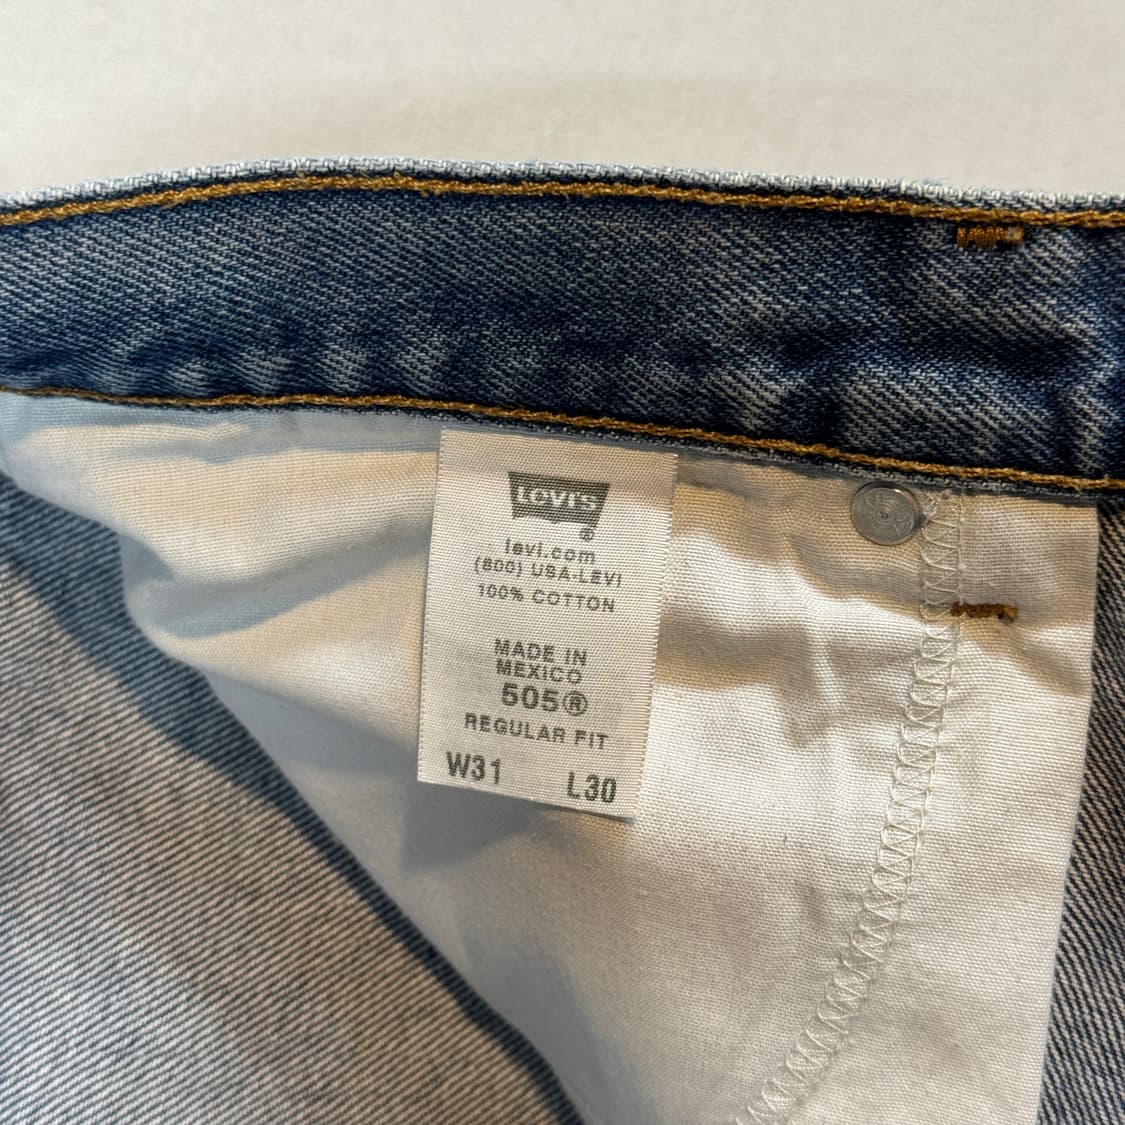 LEVI'S
®
levi.com
(800) USA-LEVI
100% COTTON
MADE IN
MEXICO
505®
REGULAR FIT
W31 L30